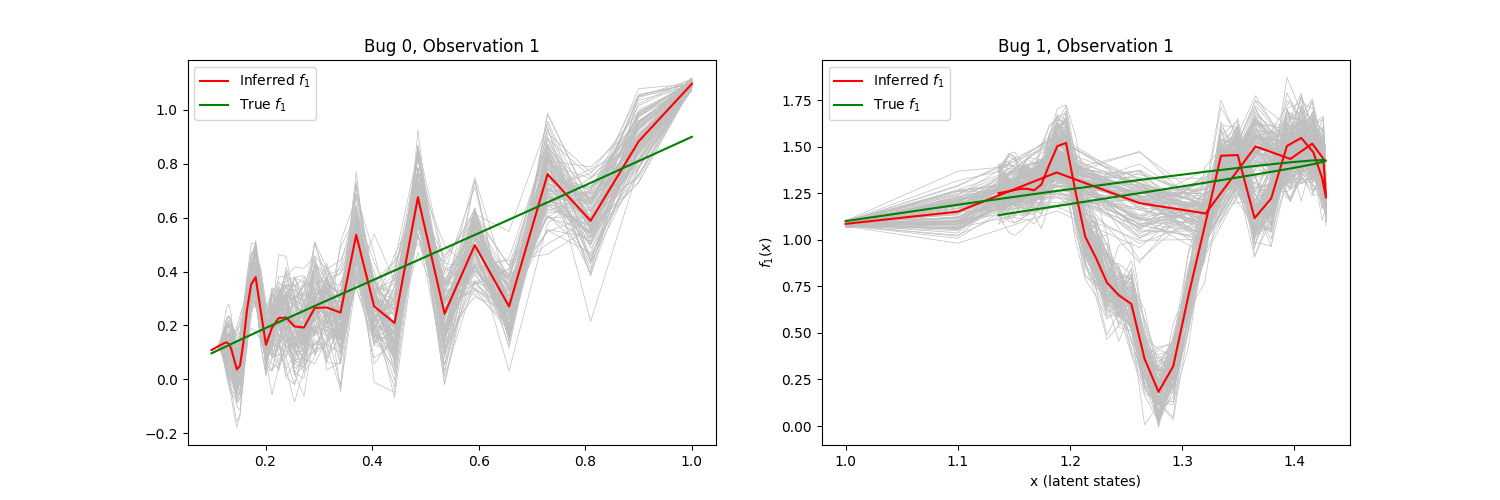 Bug 0, Observation 1
Inferred f₁
True f₁
1.0
0.8
0.6
0.4
0.2
0.0
−0.2
0.2 0.4 0.6 0.8 1.0
Bug 1, Observation 1
Inferred f₁
True f₁
f₁(x)
1.75
1.50
1.25
1.00
0.75
0.50
0.25
0.00
1.0 1.1 1.2 1.3 1.4
x (latent states)